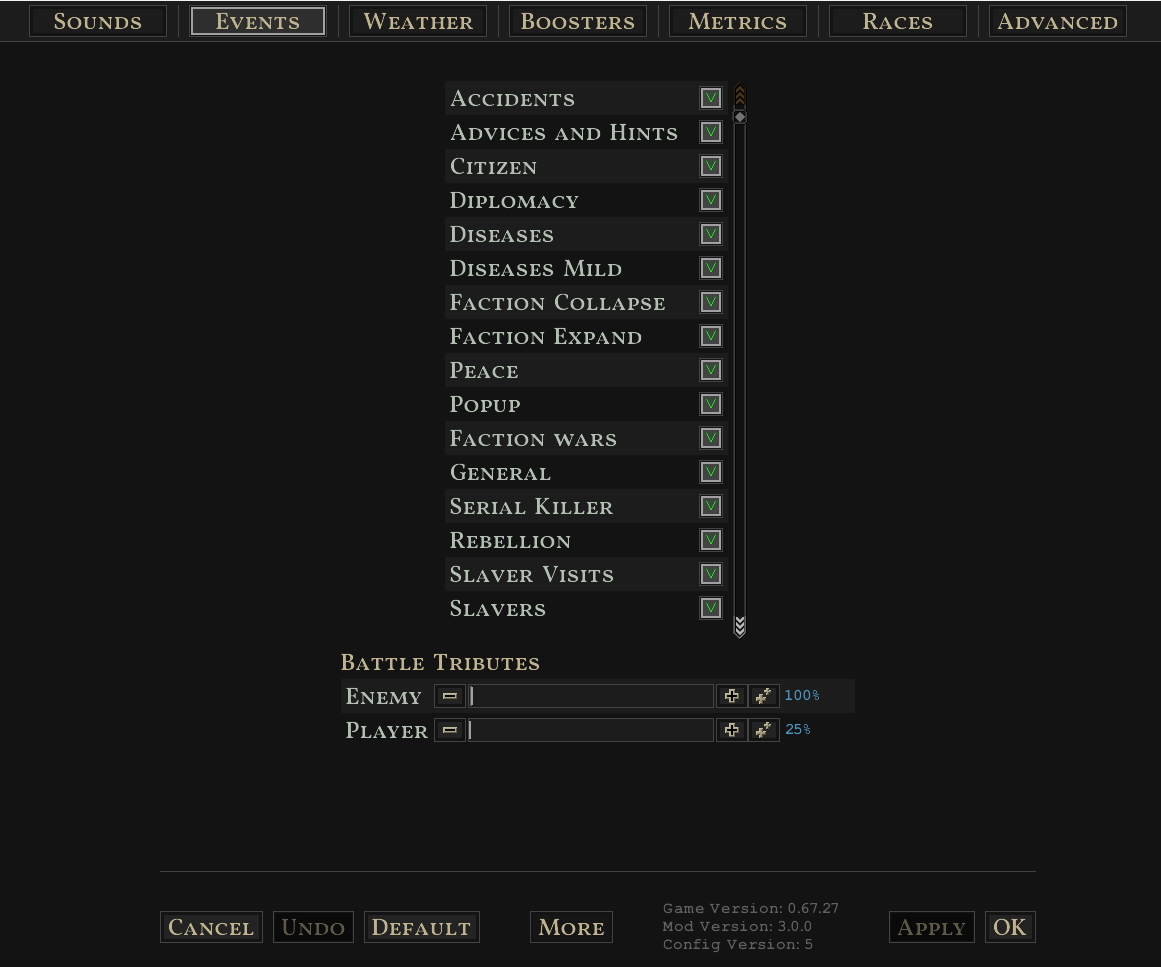 Sounds Events Weather Boosters Metrics Races Advanced
Accidents
Advices and Hints
Citizen
Diplomacy
Diseases
Diseases Mild
Faction Collapse
Faction Expand
Peace
Popup
Faction wars
General
Serial Killer
Rebellion
Slaver Visits
Slavers
Battle Tributes
Enemy 100%
Player 25%
Cancel Undo Default More
Game Version: 0.67.27
Mod Version: 3.0.0
Config Version: 5
Apply OK